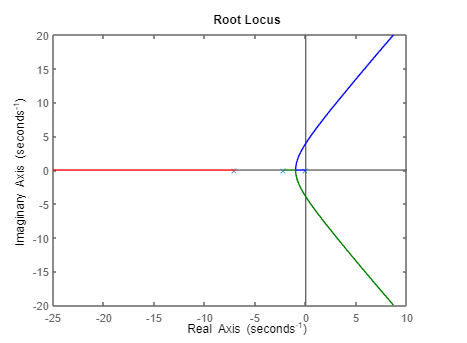 Root Locus
20
15
10
5
0
-5
-10
-15
-20
Imaginary Axis (seconds⁻¹)
-25 -20 -15 -10 -5 0 5 10
Real Axis (seconds⁻¹)